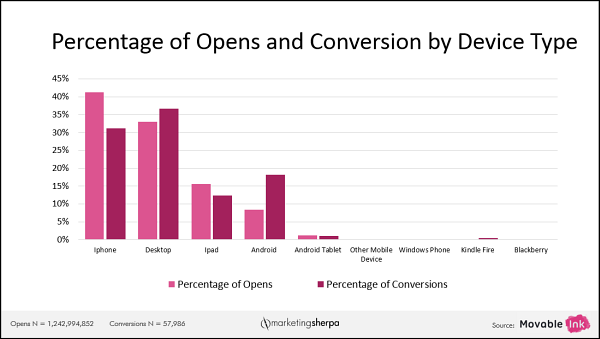 Percentage of Opens and Conversion by Device Type
45%
40%
35%
30%
25%
20%
15%
10%
5%
0%
Iphone Desktop Ipad Android Android Tablet Other Mobile Windows Phone Kindle Fire Blackberry
Device
Percentage of Opens Percentage of Conversions
Opens N = 1,242,994,852 Conversions N = 57,986 marketingsherpa Source: Movable Ink